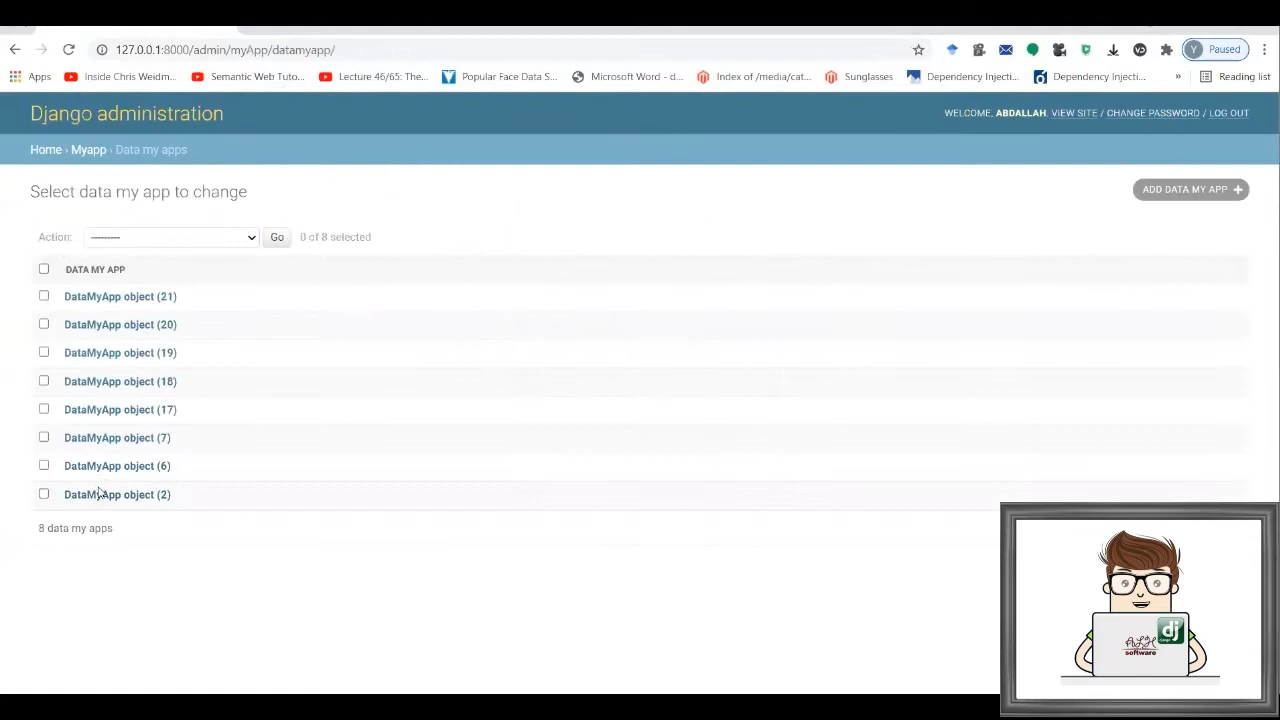 127.0.0.1:8000/admin/myApp/datamyapp/
Y Paused
Apps Inside Chris Weidm... Semantic Web Tuto... Lecture 46/65: The... Popular Face Data S... Microsoft Word - d... Index of /media/cat... Sunglasses Dependency Injecti... Dependency Injecti... » Reading list
Django administration
WELCOME, ABDALLAH. VIEW SITE / CHANGE PASSWORD / LOG OUT
Home › Myapp › Data my apps
Select data my app to change
ADD DATA MY APP +
Action: --------- Go 0 of 8 selected
DATA MY APP
DataMyApp object (21)
DataMyApp object (20)
DataMyApp object (19)
DataMyApp object (18)
DataMyApp object (17)
DataMyApp object (7)
DataMyApp object (6)
DataMyApp object (2)
8 data my apps
dj
software